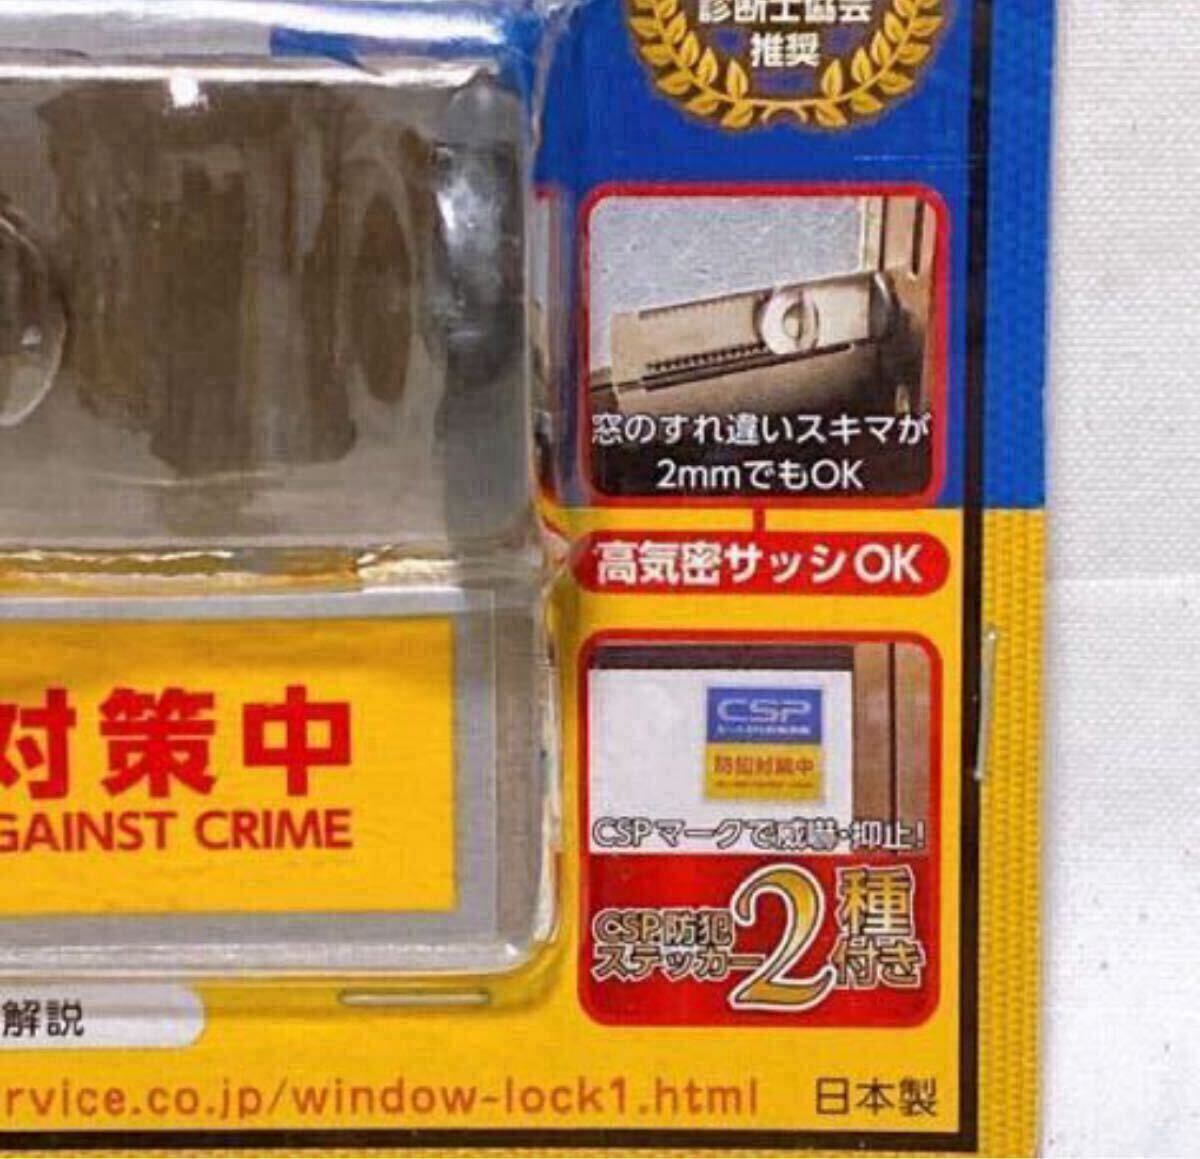 診断士協会
推奨
窓のすれ違いスキマが
2mmでもOK
高気密サッシOK
対策中
GAINST CRIME
CSP
防犯対策中
CSPマークで威嚇・抑止!
CSP防犯
ステッカー
2種
付き
解説
rvice.co.jp/window-lock1.html
日本製